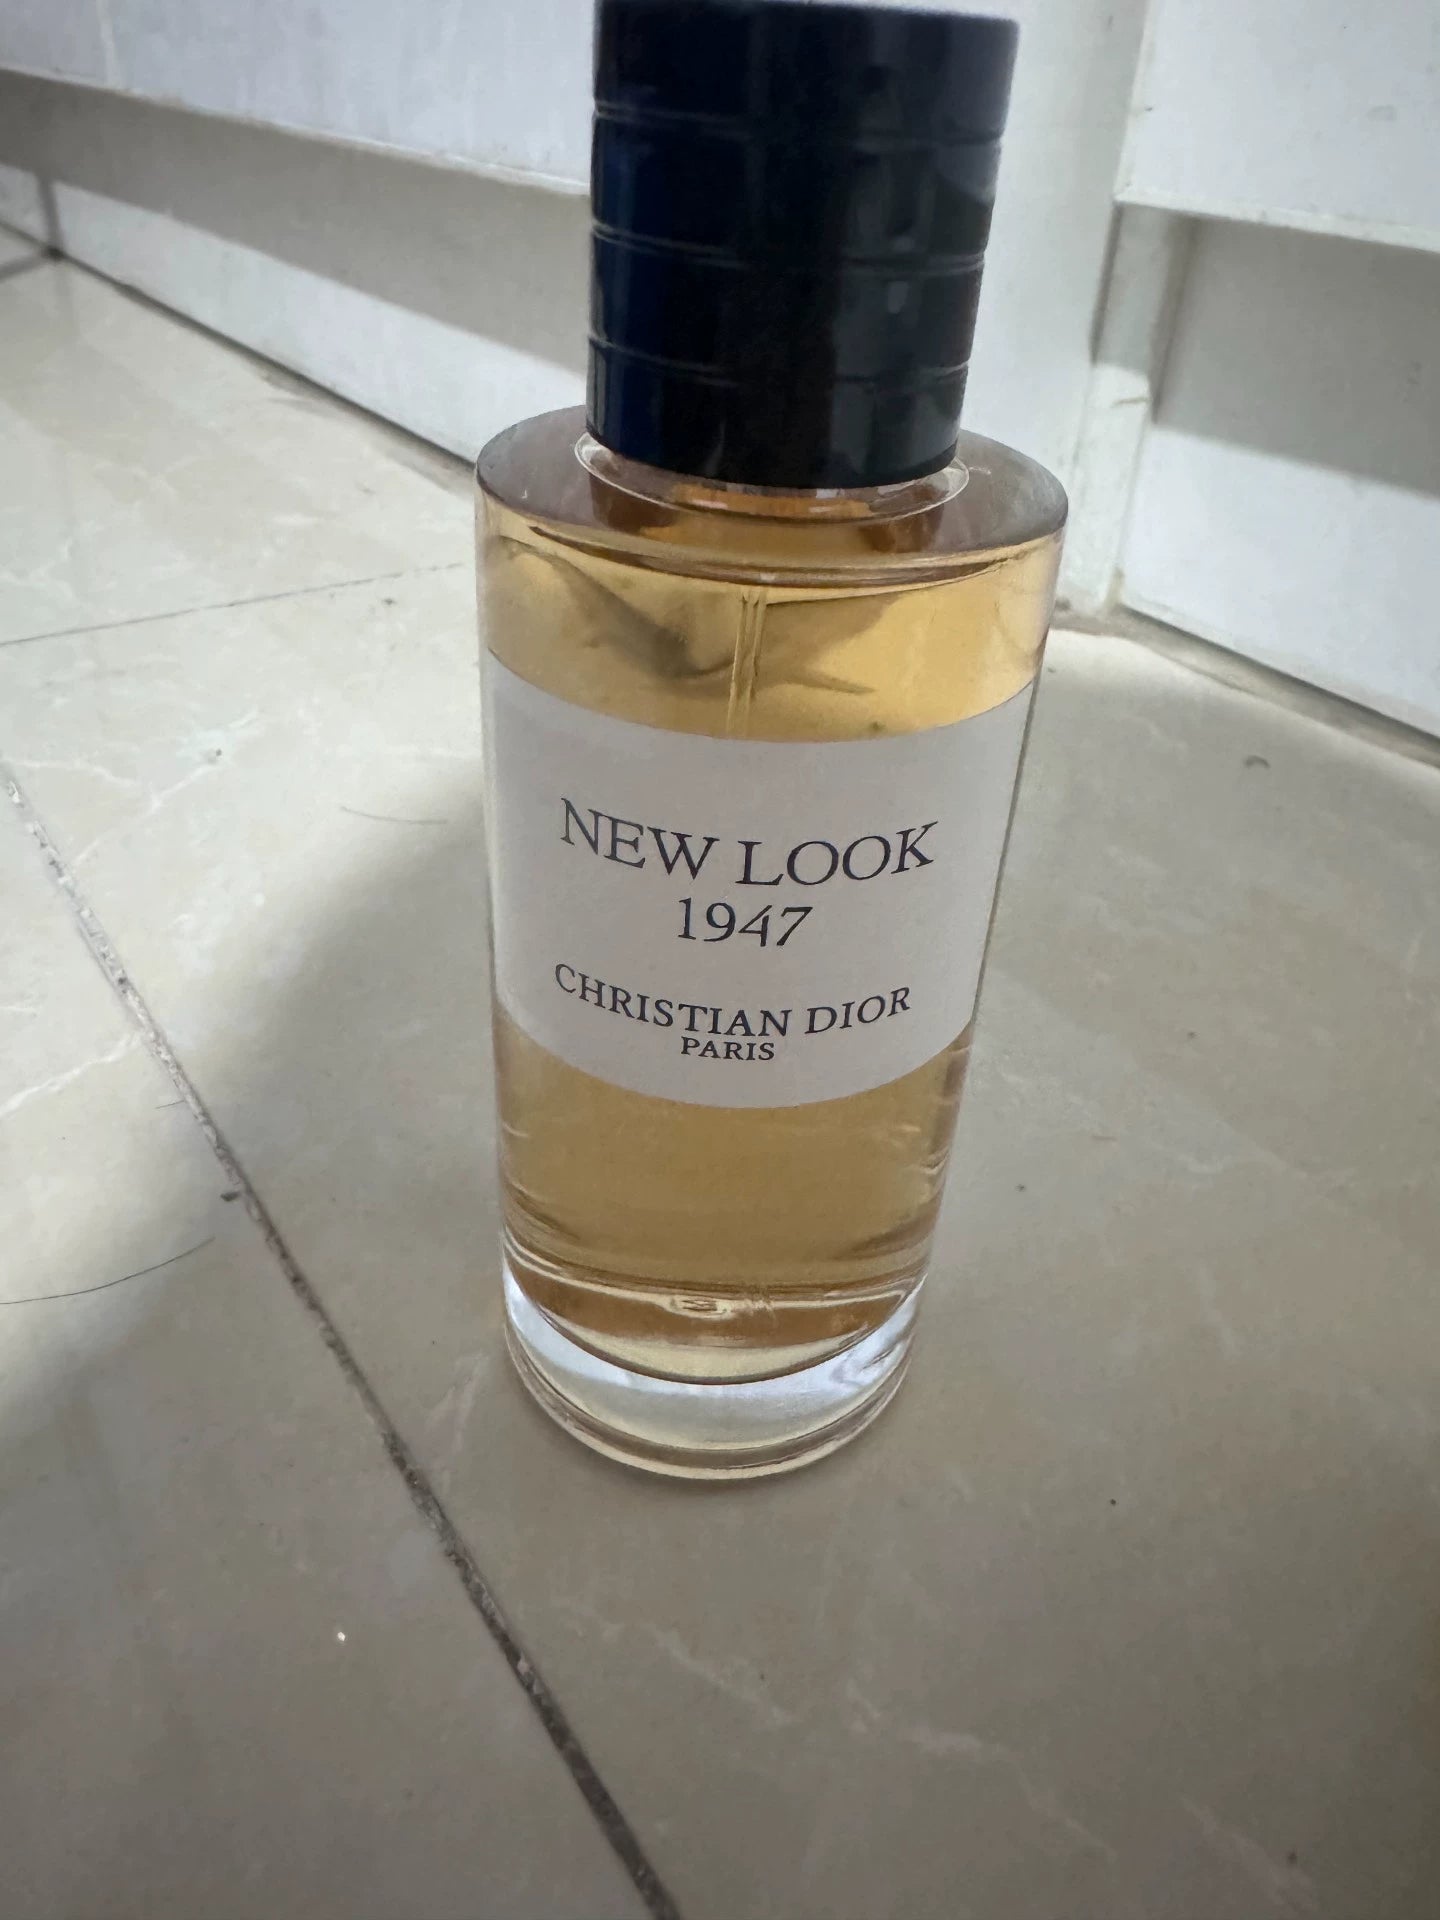 NEW LOOK
1947
CHRISTIAN DIOR
PARIS